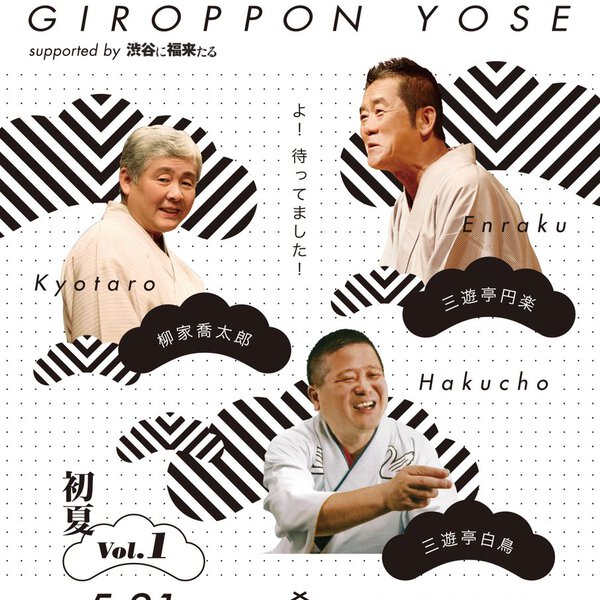 GIROPPON YOSE
supported by 渋谷に福来たる
よ！待ってました！
Enraku
三遊亭円楽
Kyotaro
柳家喬太郎
Hakucho
三遊亭白鳥
初夏
Vol.1